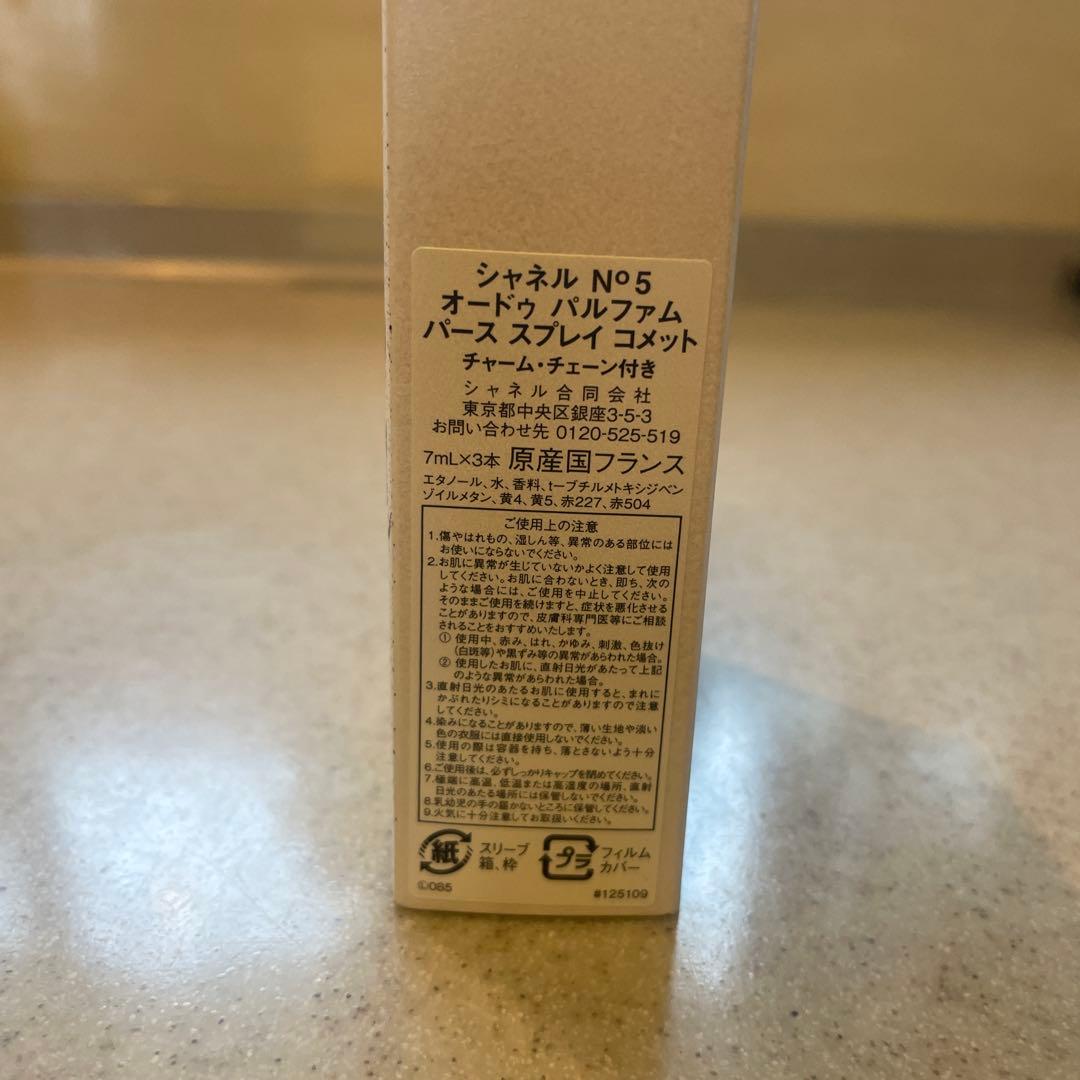 シャネル Nº5
オードゥ パルファム
パース スプレイ コメット
チャーム・チェーン付き
シャネル合同会社
東京都中央区銀座3-5-3
お問い合わせ先 0120-525-519
7mL×3本 原産国フランス
エタノール、水、香料、t−ブチルメトキシジベン
ゾイルメタン、黄4、黄5、赤227、赤504
ご使用上の注意
1.傷やはれもの、湿しん等、異常のある部位には
お使いにならないでください。
2.お肌に異常が生じていないかよく注意して使用
してください。お肌に合わないとき、即ち、次の
ような場合には、ご使用を中止してください。
そのままご使用を続けますと、症状を悪化させる
ことがありますので、皮膚科専門医等にご相談
されることをおすすめいたします。
① 使用中、赤み、はれ、かゆみ、刺激、色抜け
(白斑等)や黒ずみ等の異常があらわれた場合。
② 使用したお肌に、直射日光があたって上記
のような異常があらわれた場合。
3.直射日光のあたるお肌に使用すると、まれに
かぶれたりシミになることがありますので注意
してください。
4.染みになることがありますので、薄い生地や淡い
色の衣服には直接使用しないでください。
5.使用の際は容器を持ち、落とさないよう十分
注意してください。
6.ご使用後は、必ずしっかりキャップを閉めてください。
7.極端に高温、低温または高湿度の場所、直射
日光のあたる場所には保管しないでください。
8.乳幼児の手の届かないところに保管してください。
9.火気に十分注意してお取扱いください。
紙 スリーブ
箱、枠
プラ フィルム
カバー
Ⓛ085 #125109